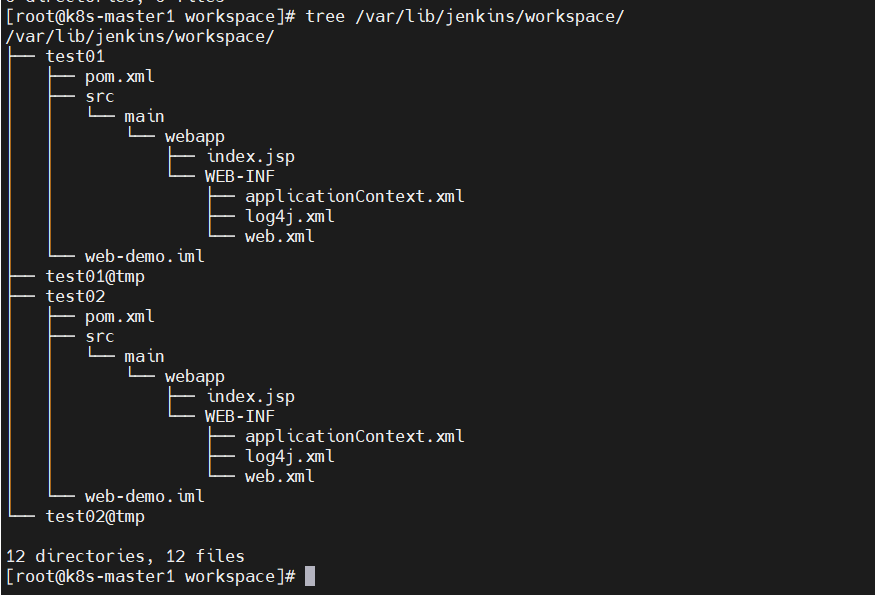 [root@k8s-master1 workspace]# tree /var/lib/jenkins/workspace/
/var/lib/jenkins/workspace/
├── test01
│   ├── pom.xml
│   ├── src
│   │   └── main
│   │       └── webapp
│   │           ├── index.jsp
│   │           └── WEB-INF
│   │               ├── applicationContext.xml
│   │               ├── log4j.xml
│   │               └── web.xml
│   └── web-demo.iml
├── test01@tmp
├── test02
│   ├── pom.xml
│   ├── src
│   │   └── main
│   │       └── webapp
│   │           ├── index.jsp
│   │           └── WEB-INF
│   │               ├── applicationContext.xml
│   │               ├── log4j.xml
│   │               └── web.xml
│   └── web-demo.iml
└── test02@tmp

12 directories, 12 files
[root@k8s-master1 workspace]#